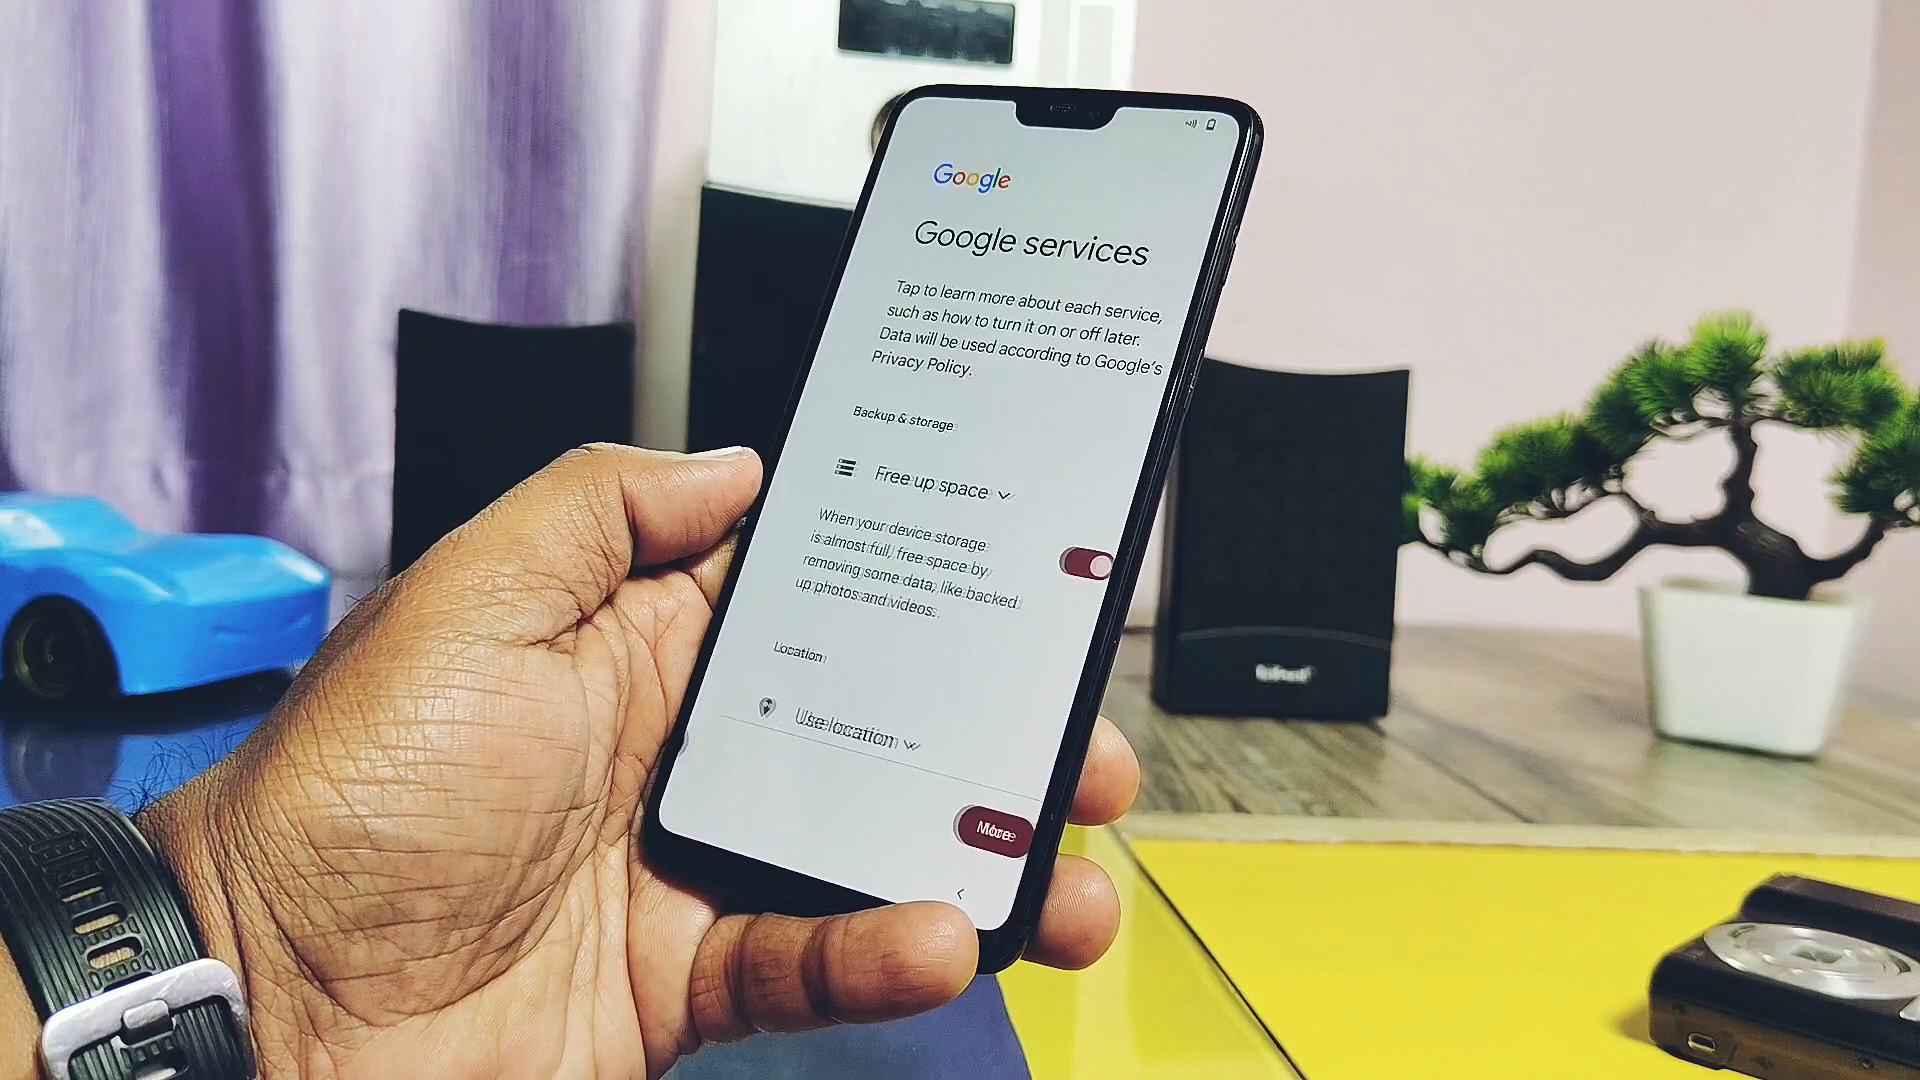 Google
Google services
Tap to learn more about each service,
such as how to turn it on or off later.
Data will be used according to Google's
Privacy Policy.
Backup & storage
Free up space
When your device storage
is almost full, free space by
removing some data, like backed
up photos and videos.
Location
Use location
More